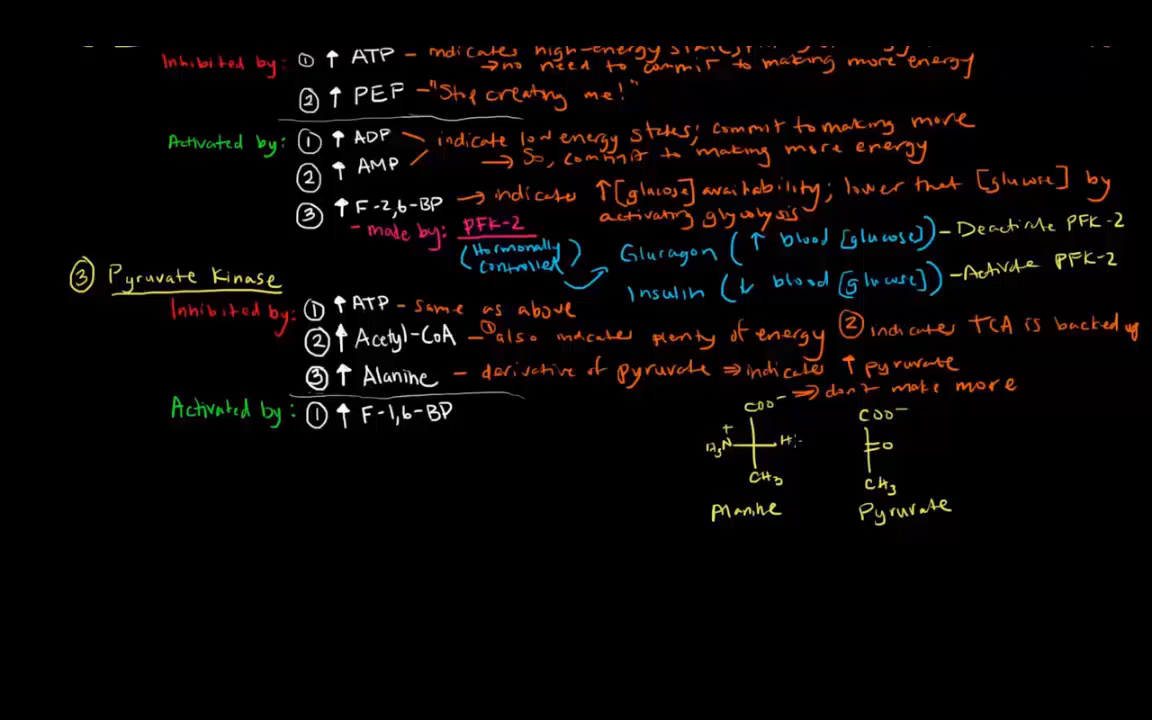 Inhibited by: ① ↑ ATP - indicates high-energy state; energy
→ no need to commit to making more energy
② ↑ PEP - "Stop creating me!"
Activated by: ① ↑ ADP
② ↑ AMP
indicate low energy states; commit to making more
→ So, commit to making more energy
③ ↑ F-2,6-BP → indicates ↑ [glucose] availability; lower that [glucose] by
activating glycolysis
- made by: PFK-2
(Hormonally
controlled)
Glucagon (↑ blood [glucose]) - Deactivate PFK-2
Insulin (↓ blood [glucose]) - Activate PFK-2
③ Pyruvate Kinase
Inhibited by: ① ↑ ATP - same as above
② ↑ Acetyl-CoA - ① also indicates plenty of energy ② indicates TCA is backed up
③ ↑ Alanine - derivative of pyruvate ⇒ indicates ↑ pyruvate
⇒ don't make more
Activated by: ① ↑ F-1,6-BP
COO⁻
H₃N⁺ H
CH₃
Alanine
COO⁻
O
CH₃
Pyruvate